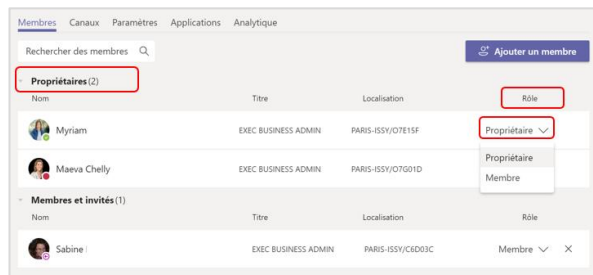 Membres Canaux Paramètres Applications Analytique
Rechercher des membres Ajouter un membre
Propriétaires (2)
Nom Titre Localisation Rôle
Myriam EXEC BUSINESS ADMIN PARIS-ISSY/O7E15F Propriétaire
Maeva Chelly EXEC BUSINESS ADMIN PARIS-ISSY/O7G01D
Propriétaire
Membre
Membres et invités (1)
Nom Titre Localisation Rôle
Sabine EXEC BUSINESS ADMIN PARIS-ISSY/C6D03C Membre